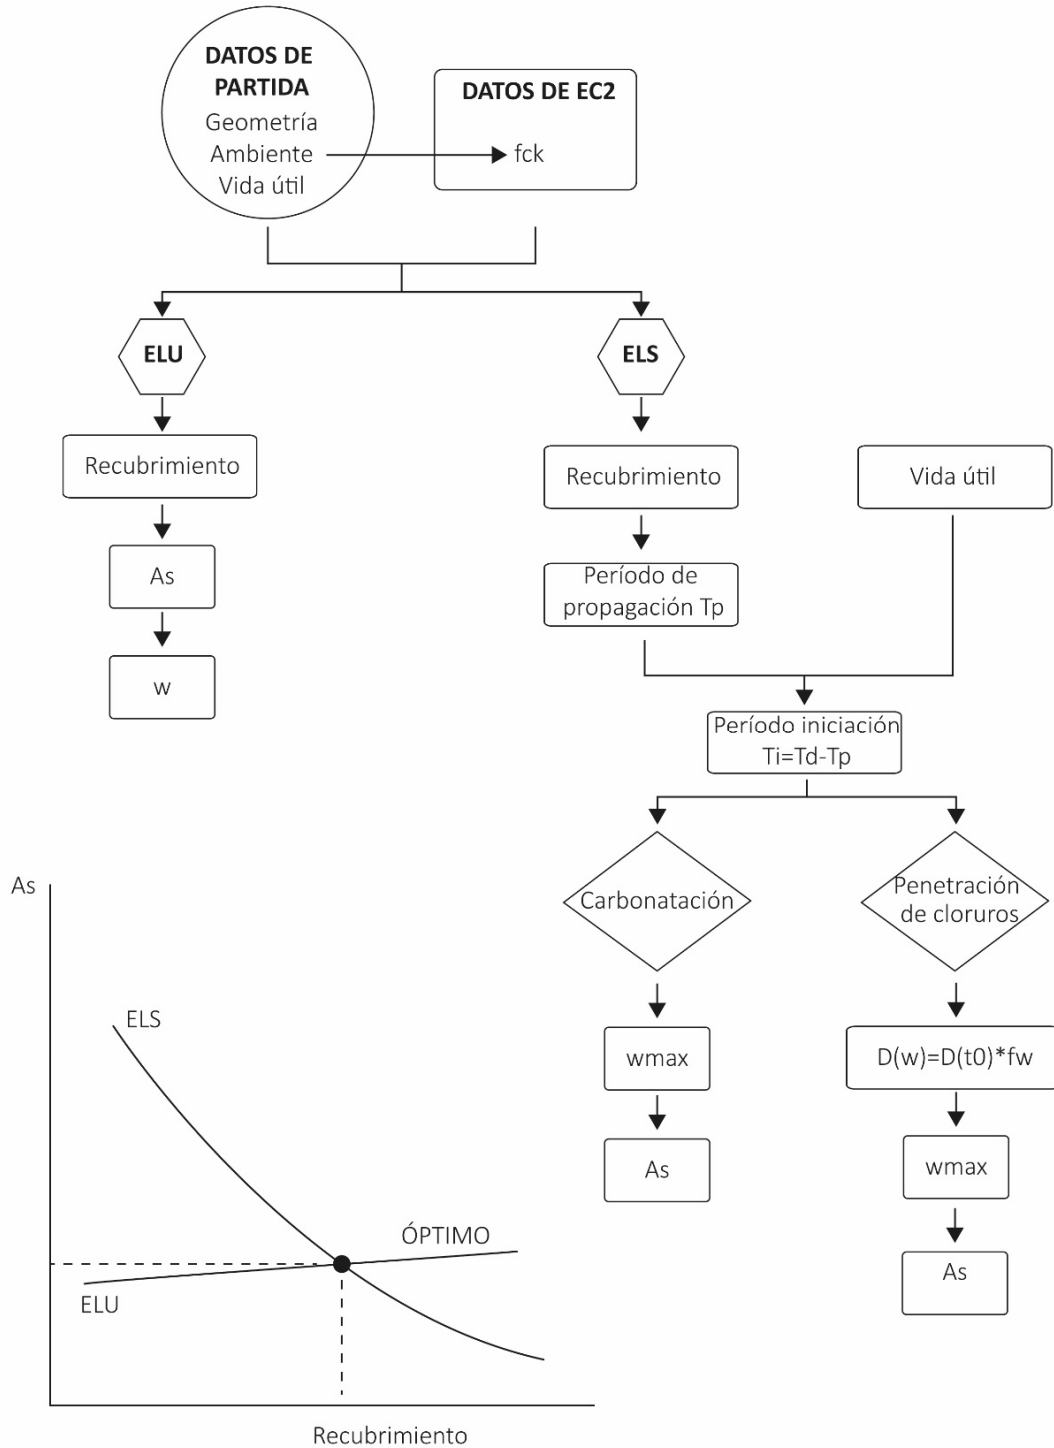 DATOS DE
PARTIDA
Geometría
Ambiente
Vida útil
DATOS DE EC2
fck
ELU
Recubrimiento
As
w
ELS
Recubrimiento
Período de
propagación Tp
Vida útil
Período iniciación
Ti=Td-Tp
Carbonatación
wmax
As
Penetración
de cloruros
D(w)=D(t0)*fw
wmax
As
As
ELS
ÓPTIMO
ELU
Recubrimiento